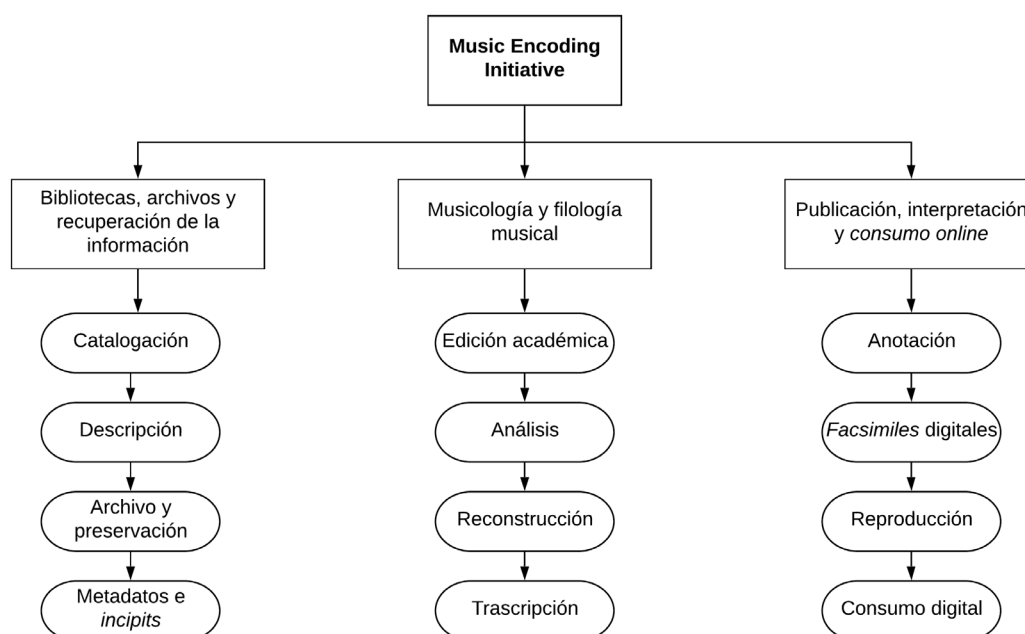 Music Encoding
Initiative
Bibliotecas, archivos y
recuperación de la
información
Musicología y filología
musical
Publicación, interpretación
y consumo online
Catalogación
Edición académica
Anotación
Descripción
Análisis
Facsimiles digitales
Archivo y
preservación
Reconstrucción
Reproducción
Metadatos e
incipits
Trascripción
Consumo digital